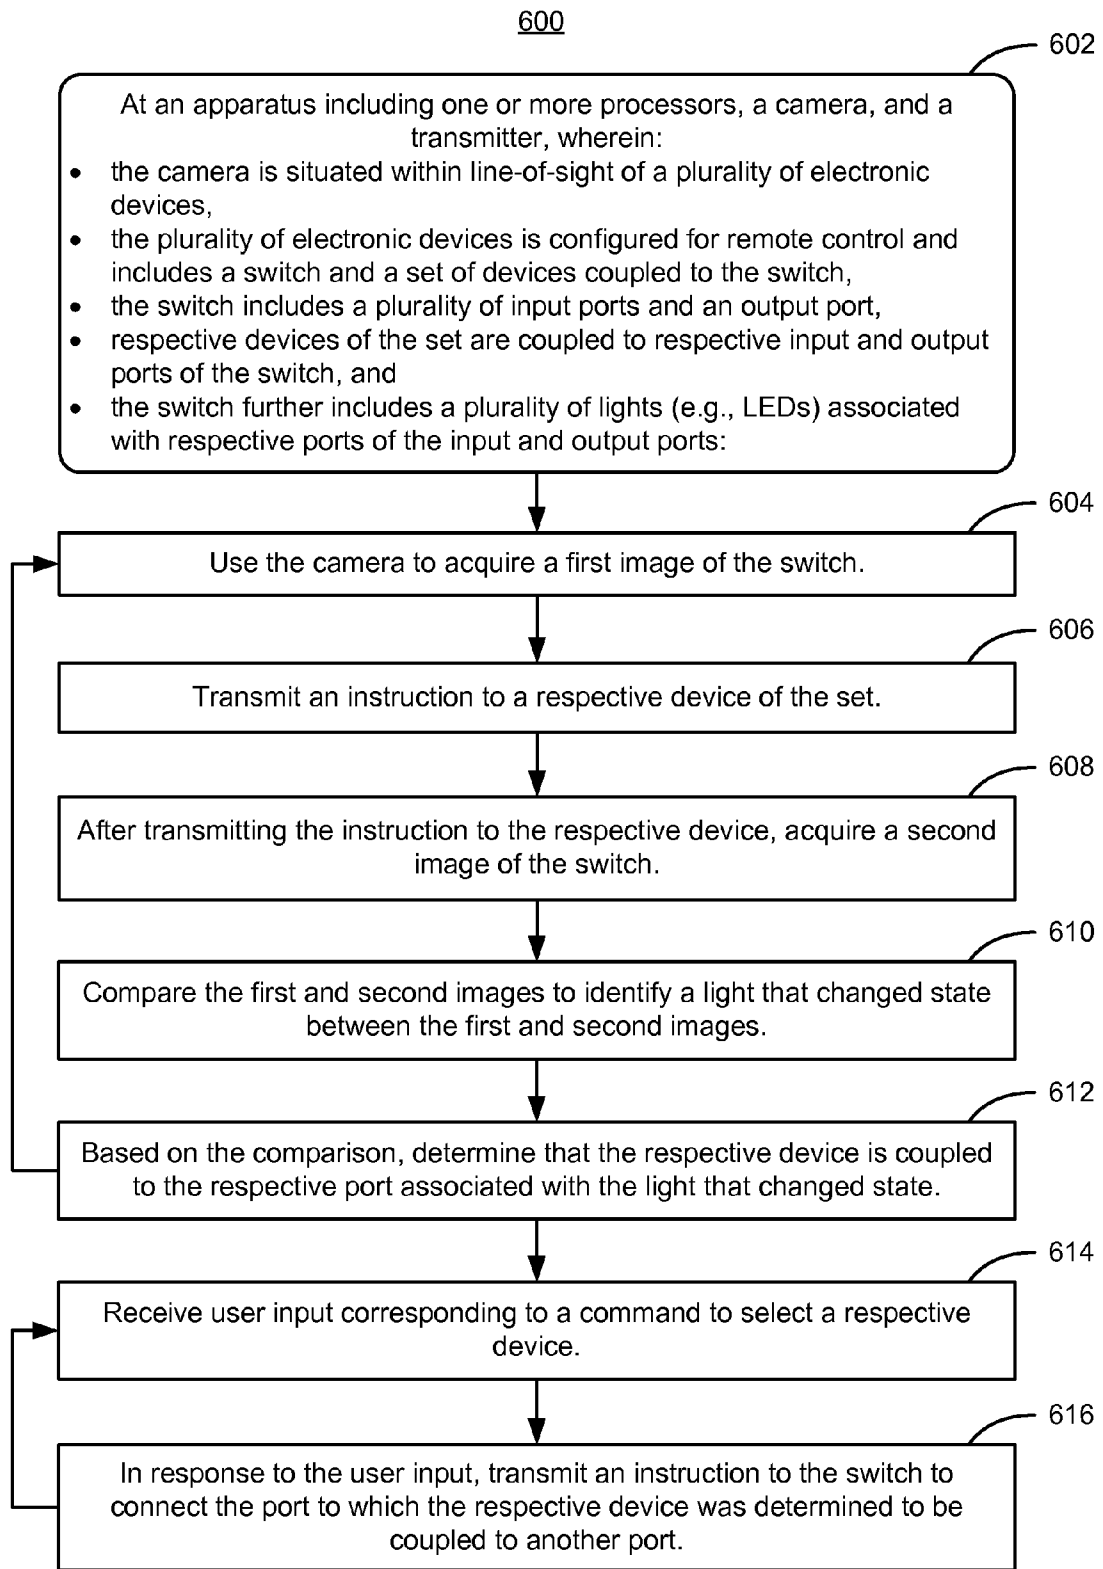 600
602
At an apparatus including one or more processors, a camera, and a
transmitter, wherein:
• the camera is situated within line-of-sight of a plurality of electronic
devices,
• the plurality of electronic devices is configured for remote control and
includes a switch and a set of devices coupled to the switch,
• the switch includes a plurality of input ports and an output port,
• respective devices of the set are coupled to respective input and output
ports of the switch, and
• the switch further includes a plurality of lights (e.g., LEDs) associated
with respective ports of the input and output ports:
604
Use the camera to acquire a first image of the switch.
606
Transmit an instruction to a respective device of the set.
608
After transmitting the instruction to the respective device, acquire a second
image of the switch.
610
Compare the first and second images to identify a light that changed state
between the first and second images.
612
Based on the comparison, determine that the respective device is coupled
to the respective port associated with the light that changed state.
614
Receive user input corresponding to a command to select a respective
device.
616
In response to the user input, transmit an instruction to the switch to
connect the port to which the respective device was determined to be
coupled to another port.